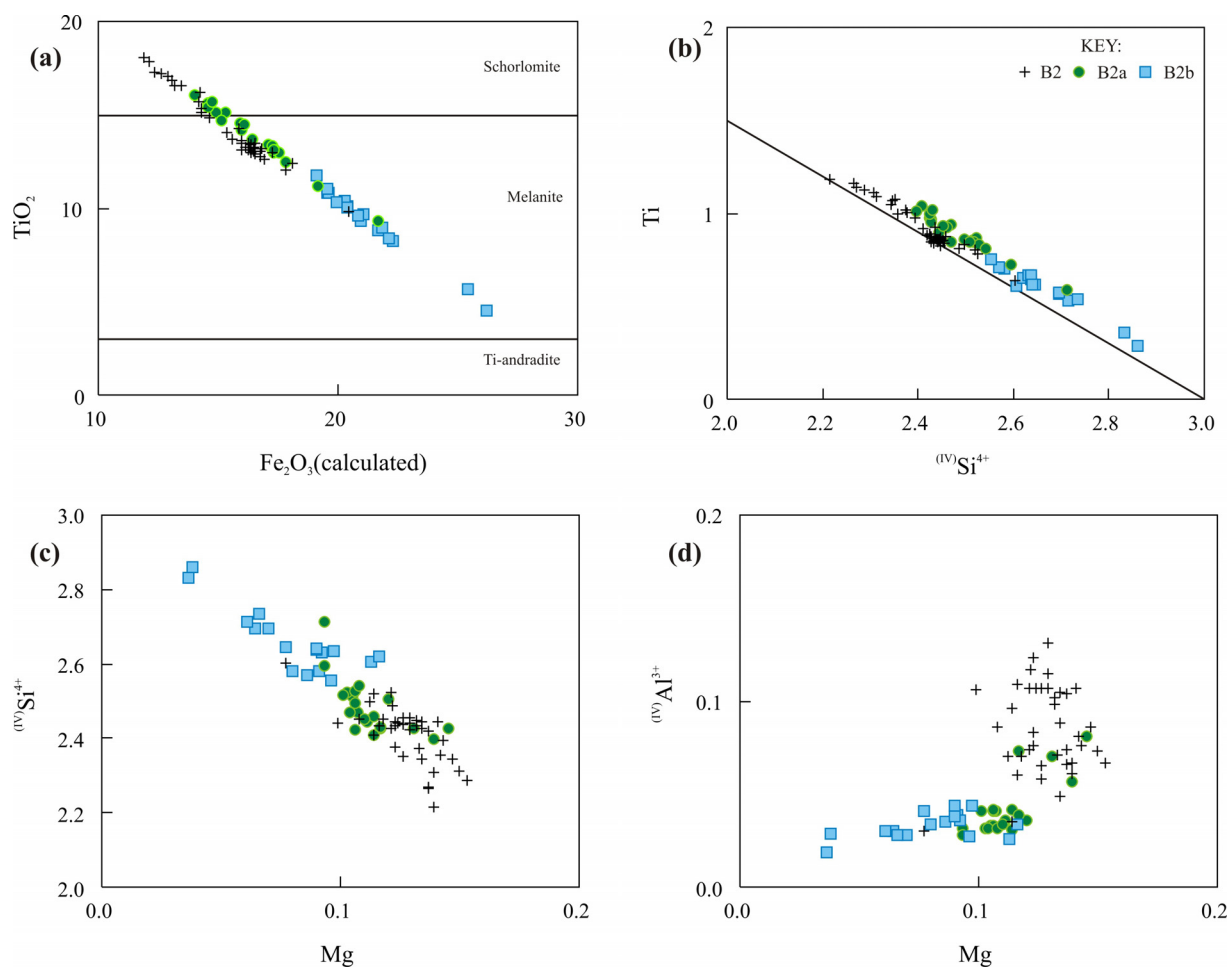 (a)
20
10
0
TiO₂
Schorlomite
Melanite
Ti-andradite
10 20 30
Fe₂O₃(calculated)
(b)
KEY:
B2 B2a B2b
2
1
0
Ti
2.0 2.2 2.4 2.6 2.8 3.0
(IV)Si⁴⁺
(c)
3.0
2.8
2.6
2.4
2.2
2.0
(IV)Si⁴⁺
0.0 0.1 0.2
Mg
(d)
0.2
0.1
0.0
(IV)Al³⁺
0.0 0.1 0.2
Mg